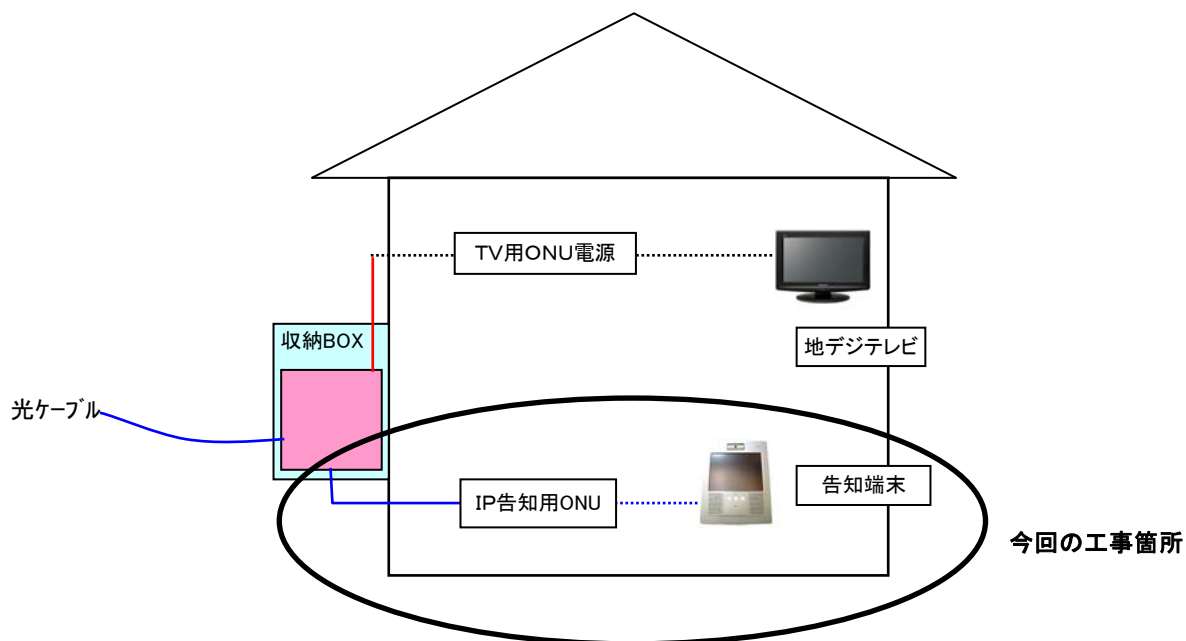 TV用ONU電源
収納BOX
地デジテレビ
光ｹｰﾌﾞﾙ
告知端末
IP告知用ONU
今回の工事箇所